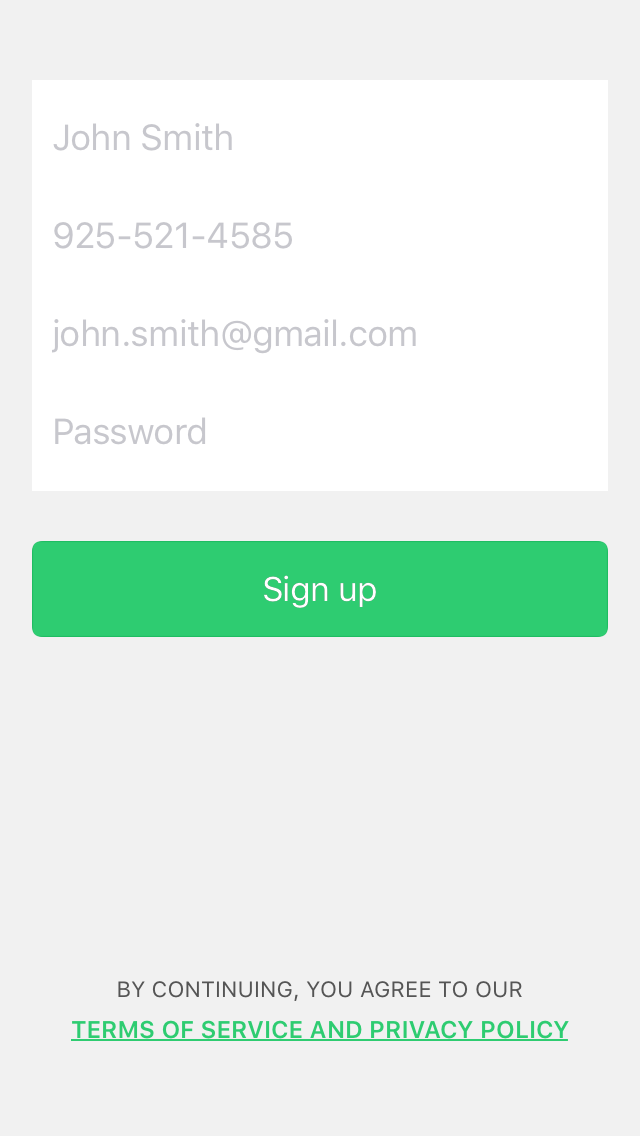 John Smith
925-521-4585
john.smith@gmail.com
Password
Sign up
BY CONTINUING, YOU AGREE TO OUR
TERMS OF SERVICE AND PRIVACY POLICY